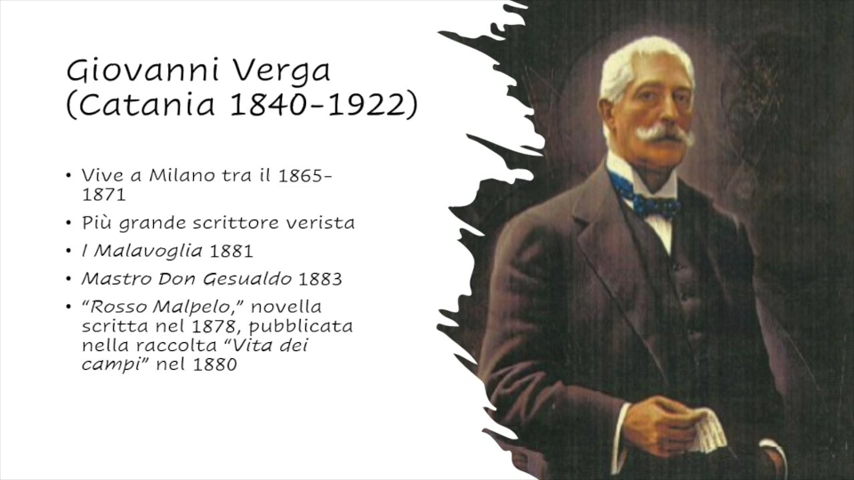 Giovanni Verga
(Catania 1840-1922)
• Vive a Milano tra il 1865-
1871
• Più grande scrittore verista
• I Malavoglia 1881
• Mastro Don Gesualdo 1883
• “Rosso Malpelo,” novella
scritta nel 1878, pubblicata
nella raccolta “Vita dei
campi” nel 1880